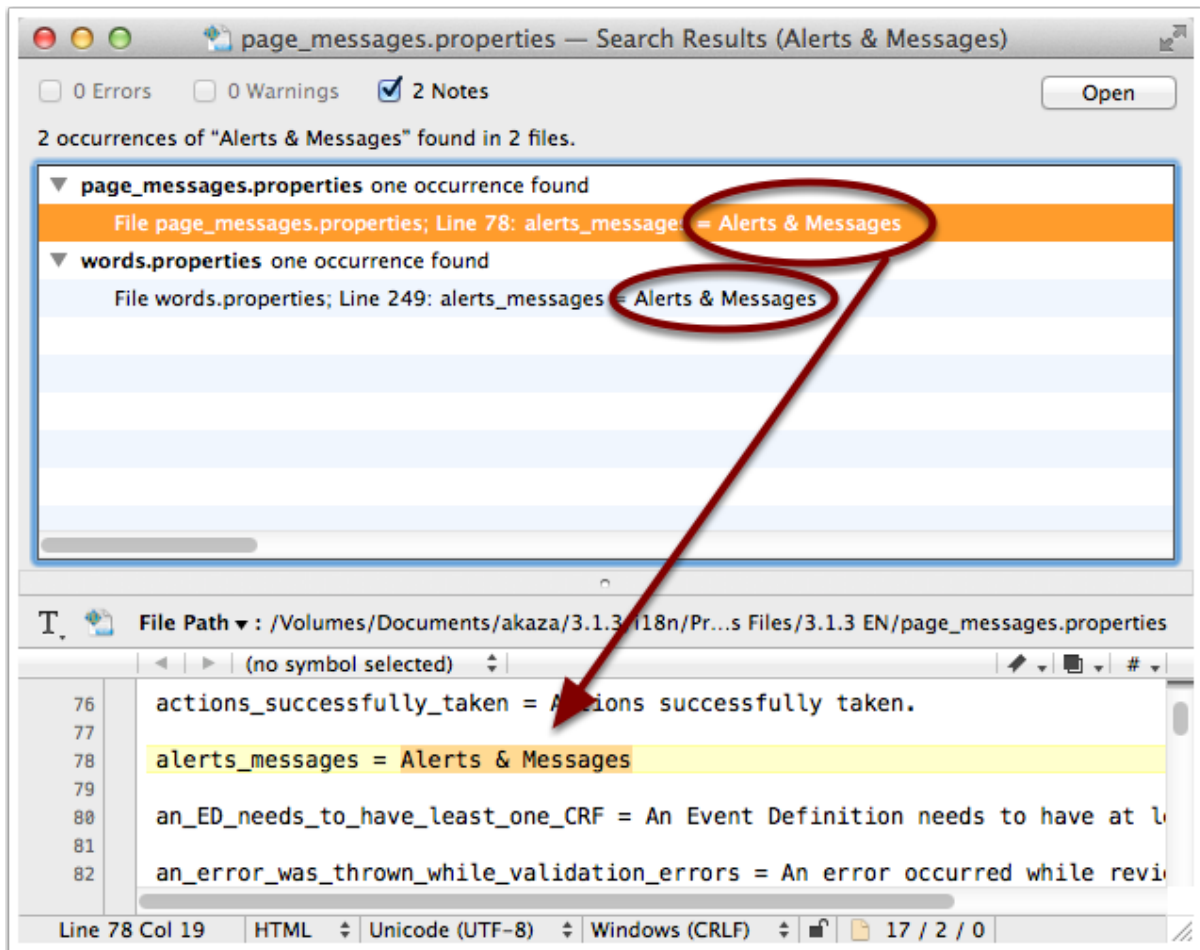 page_messages.properties — Search Results (Alerts & Messages)
0 Errors 0 Warnings 2 Notes Open
2 occurrences of “Alerts & Messages” found in 2 files.
page_messages.properties one occurrence found
File page_messages.properties; Line 78: alerts_messages = Alerts & Messages
words.properties one occurrence found
File words.properties; Line 249: alerts_messages = Alerts & Messages
T File Path : /Volumes/Documents/akaza/3.1.3/i18n/Pr...s Files/3.1.3 EN/page_messages.properties
(no symbol selected) #
76 actions_successfully_taken = Actions successfully taken.
77
78 alerts_messages = Alerts & Messages
79
80 an_ED_needs_to_have_least_one_CRF = An Event Definition needs to have at
81
82 an_error_was_thrown_while_validation_errors = An error occurred while revi
Line 78 Col 19 HTML Unicode (UTF-8) Windows (CRLF) 17 / 2 / 0